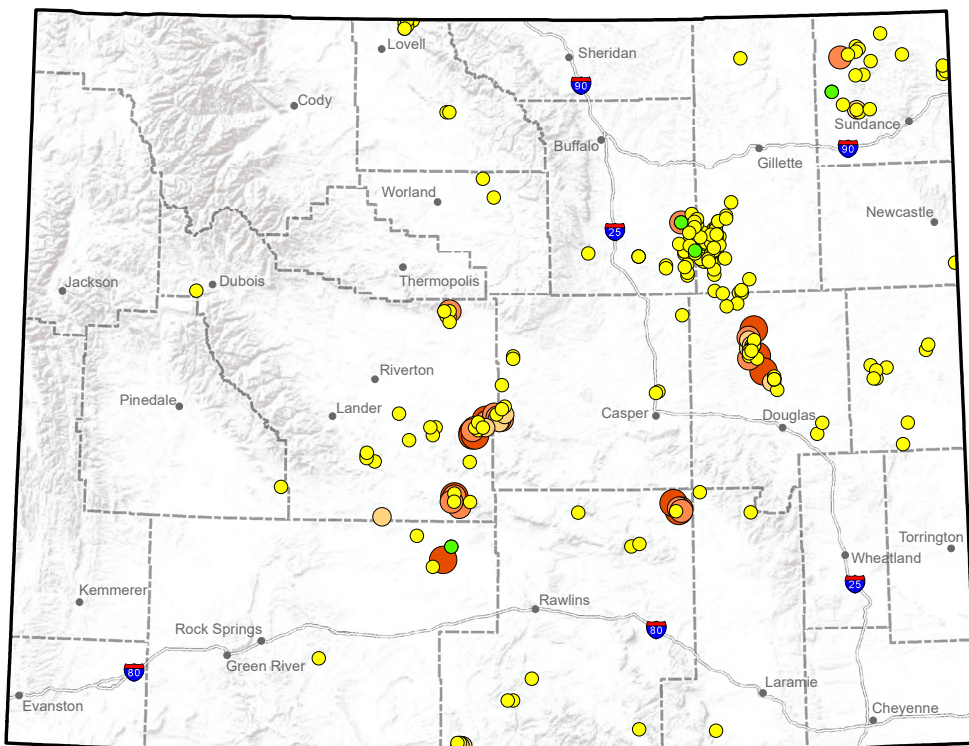 Lovell
Sheridan
90
Cody
Sundance
Buffalo
90
Gillette
Worland
Newcastle
25
Thermopolis
Jackson
Dubois
Riverton
Pinedale
Lander
Casper
Douglas
Torrington
Wheatland
25
Kemmerer
Rawlins
Rock Springs
80
Green River
80
Laramie
Evanston
Cheyenne